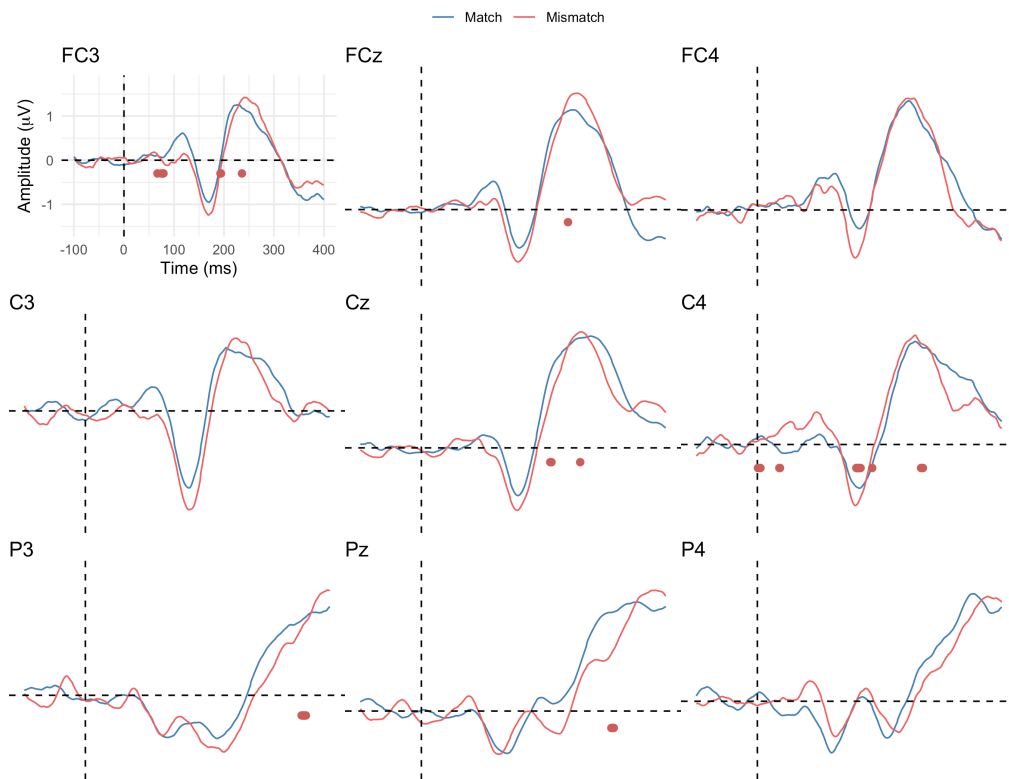 Match Mismatch
FC3
FCz
FC4
Amplitude (μV)
1
0
-1
-100 0 100 200 300 400
Time (ms)
C3
Cz
C4
P3
Pz
P4